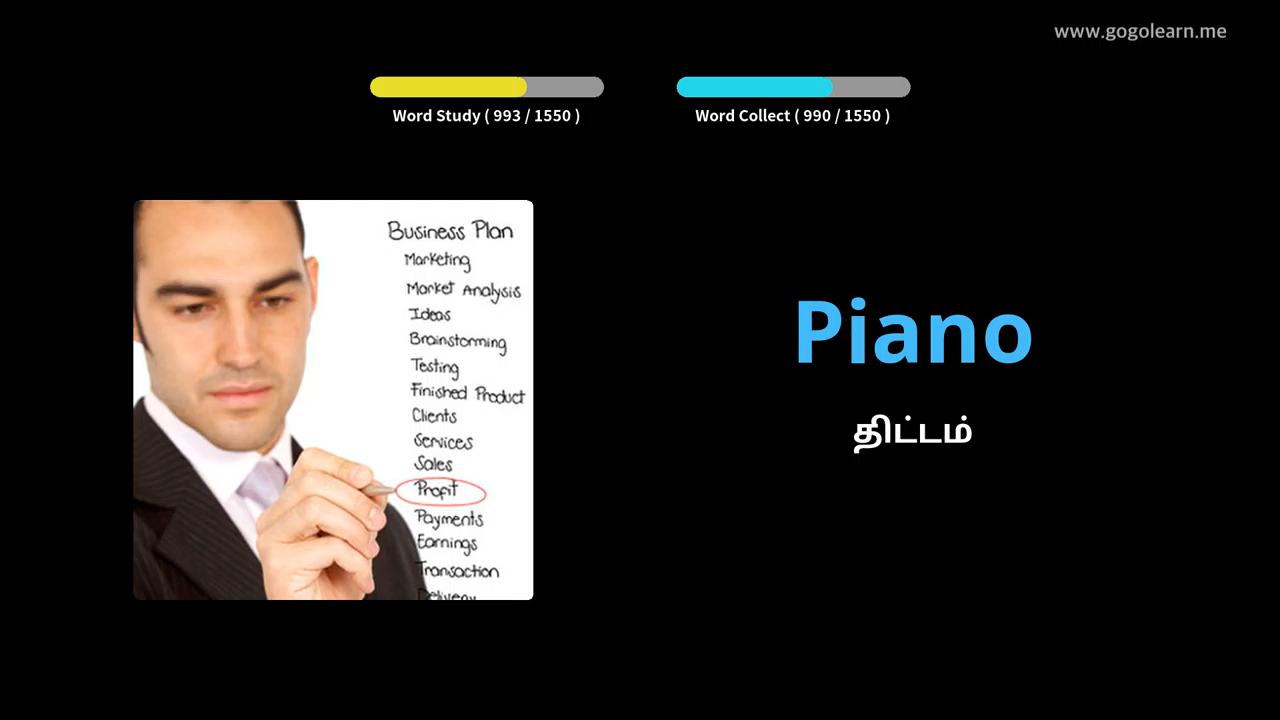 www.gogolearn.me
Word Study ( 993 / 1550 )
Word Collect ( 990 / 1550 )
Business Plan
Marketing
Market Analysis
Ideas
Brainstorming
Testing
Finished Product
Clients
Services
Sales
Profit
Payments
Earnings
Transaction
Delivery
Piano
திட்டம்